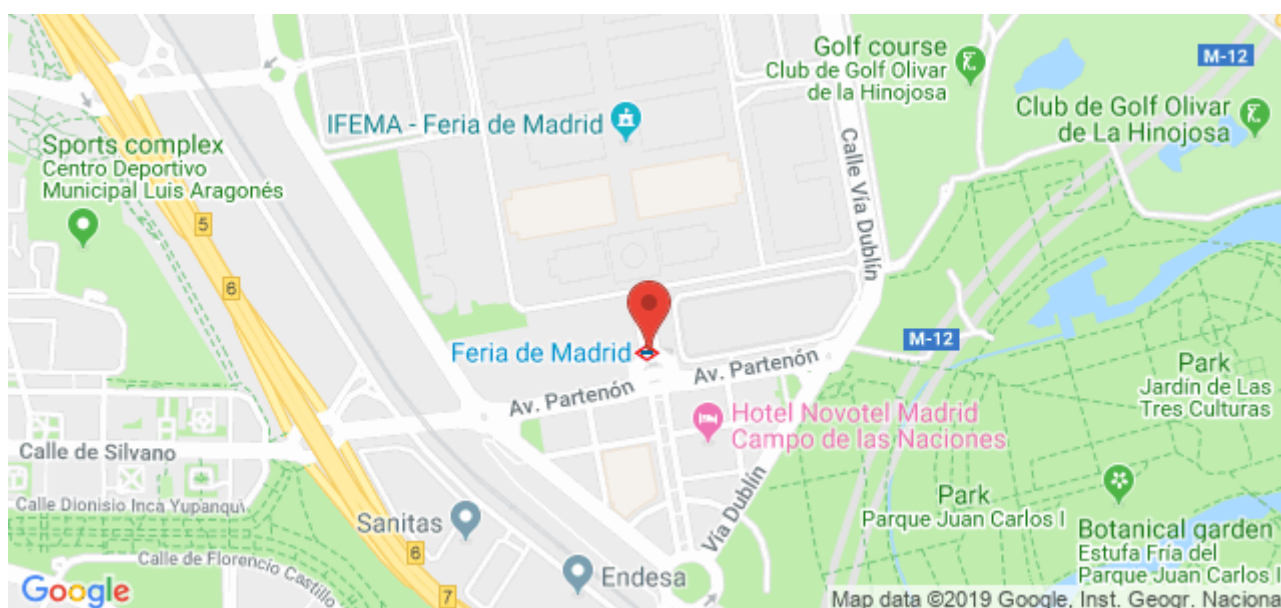 Golf course
Club de Golf Olivar
de la Hinojosa
M-12
Club de Golf Olivar
de La Hinojosa
IFEMA - Feria de Madrid
Sports complex
Centro Deportivo
Municipal Luis Aragonés
Calle Vía Dublín
5
6
M-12
Feria de Madrid
Av. Partenón
Av. Partenón
Park
Jardín de Las
Tres Culturas
Hotel Novotel Madrid
Campo de las Naciones
Calle de Silvano
Calle Dionisio Inca Yupanqui
Park
Parque Juan Carlos I
Sanitas
Vía Dublín
Botanical garden
Estufa Fría del
Parque Juan Carlos I
6
Calle de Florencio Castillo
Endesa
7
Google
Map data ©2019 Google, Inst. Geogr. Naciona